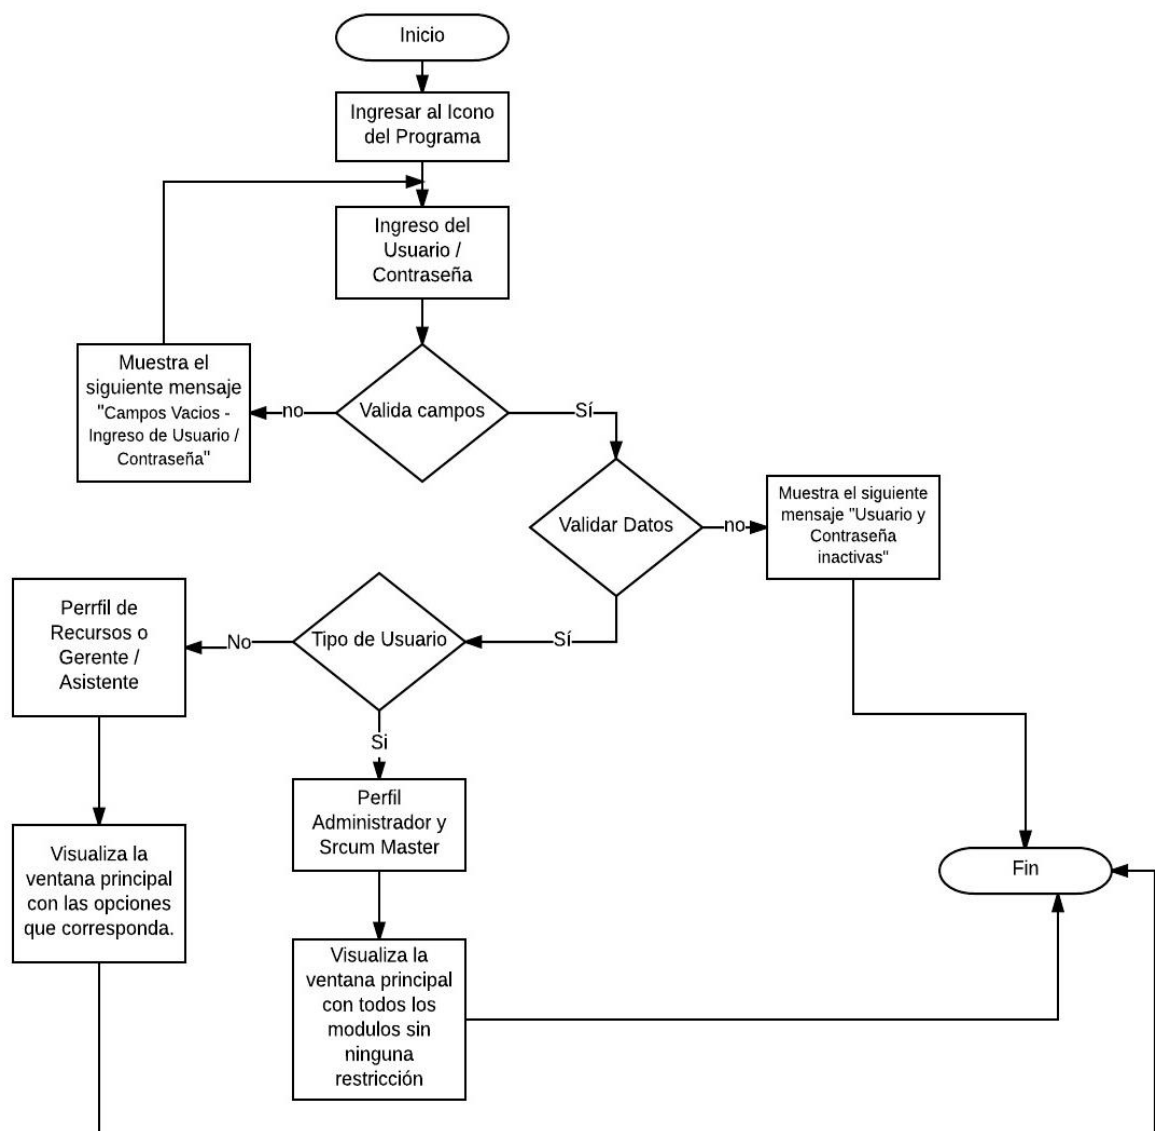 Inicio
Ingresar al Icono
del Programa
Ingreso del
Usuario /
Contraseña
Muestra el
siguiente mensaje
"Campos Vacios -
Ingreso de Usuario /
Contraseña"
no
Valida campos
Sí
Validar Datos
no
Muestra el siguiente
mensaje "Usuario y
Contraseña
inactivas"
Sí
Tipo de Usuario
No
Perrfil de
Recursos o
Gerente /
Asistente
Si
Perfil
Administrador y
Srcum Master
Visualiza la
ventana principal
con las opciones
que corresponda.
Visualiza la
ventana principal
con todos los
modulos sin
ninguna
restricción
Fin